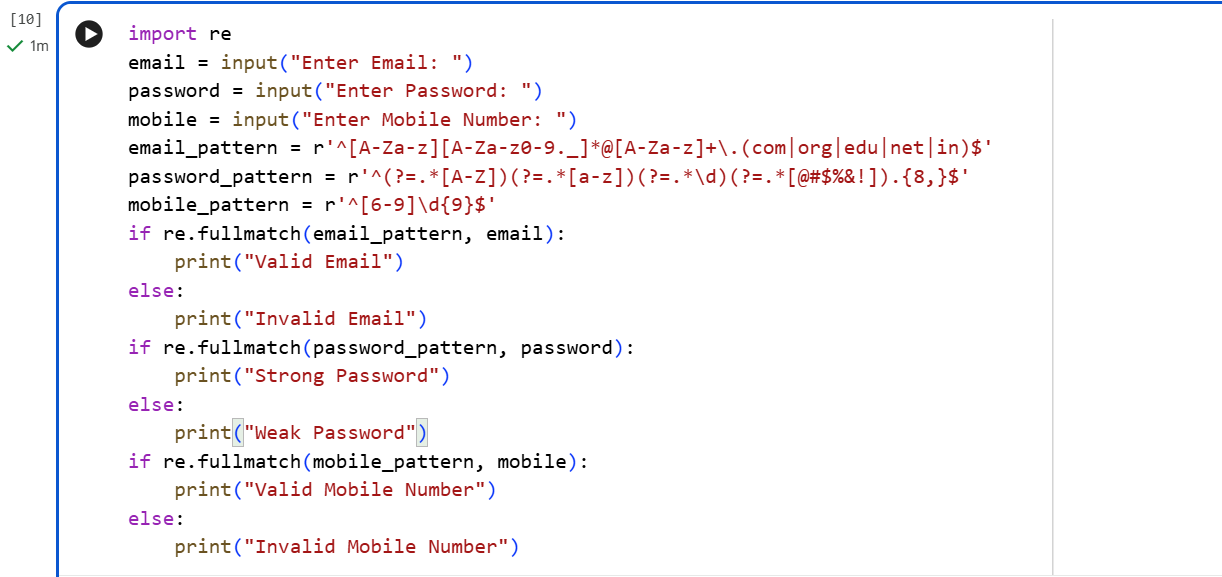 [10]
1m
import re
email = input("Enter Email: ")
password = input("Enter Password: ")
mobile = input("Enter Mobile Number: ")
email_pattern = r'^[A-Za-z][A-Za-z0-9._]*@[A-Za-z]+\.(com|org|edu|net|in)$'
password_pattern = r'^(?=.*[A-Z])(?=.*[a-z])(?=.*\d)(?=.*[@#$%&!]).{8,}$'
mobile_pattern = r'^[6-9]\d{9}$'
if re.fullmatch(email_pattern, email):
    print("Valid Email")
else:
    print("Invalid Email")
if re.fullmatch(password_pattern, password):
    print("Strong Password")
else:
    print("Weak Password")
if re.fullmatch(mobile_pattern, mobile):
    print("Valid Mobile Number")
else:
    print("Invalid Mobile Number")